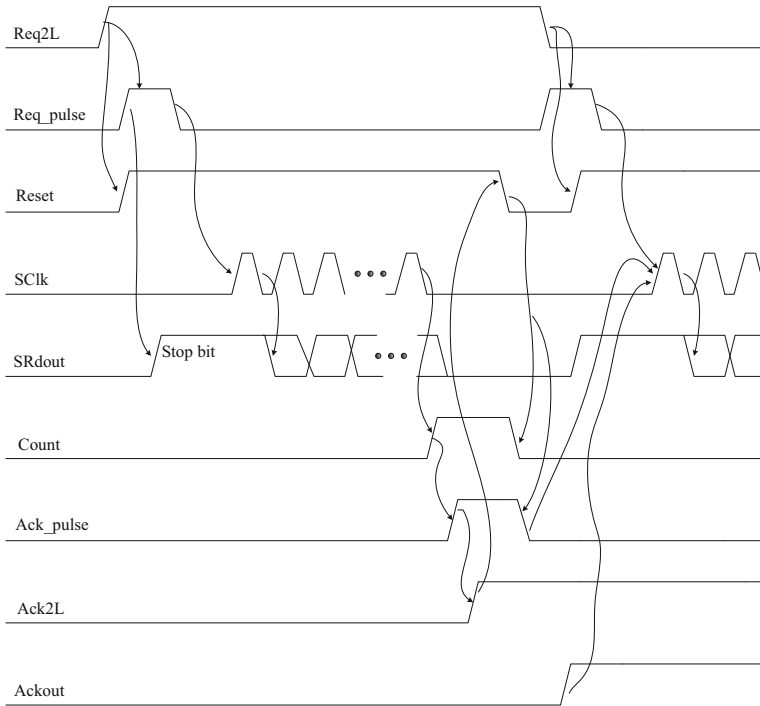 Req2L
Req_pulse
Reset
SClk
SRdout
Stop bit
Count
Ack_pulse
Ack2L
Ackout